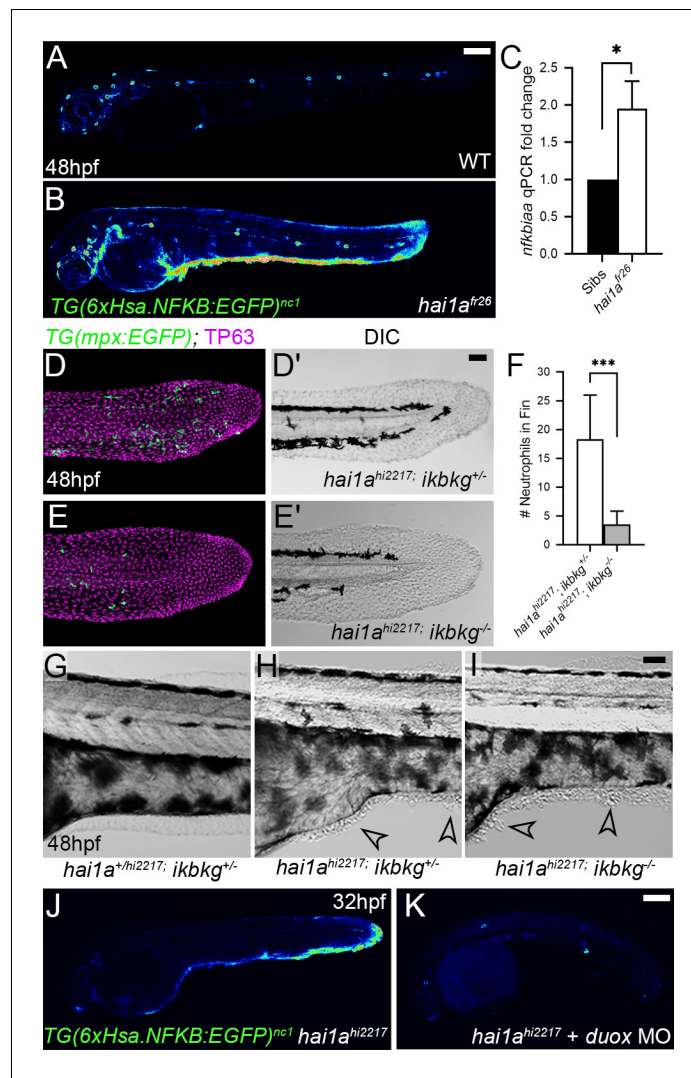 A
48hpf
WT
B
TG(6xHsa.NFKB:EGFP)nc1
hai1afr26
C
*
nfkbiaa qPCR fold change
2.5
2.0
1.5
1.0
0.5
0.0
Sibs
hai1afr26
TG(mpx:EGFP); TP63
DIC
D
48hpf
D'
hai1ahi2217; ikbkg+/-
E
E'
hai1ahi2217; ikbkg-/-
F
***
# Neutrophils in Fin
30
25
20
15
10
5
0
hai1ahi2217; ikbkg+/-
hai1ahi2217; ikbkg-/-
G
48hpf
H
I
hai1a+/hi2217; ikbkg+/-
hai1ahi2217; ikbkg+/-
hai1ahi2217; ikbkg-/-
J
32hpf
TG(6xHsa.NFKB:EGFP)nc1 hai1ahi2217
K
hai1ahi2217 + duox MO